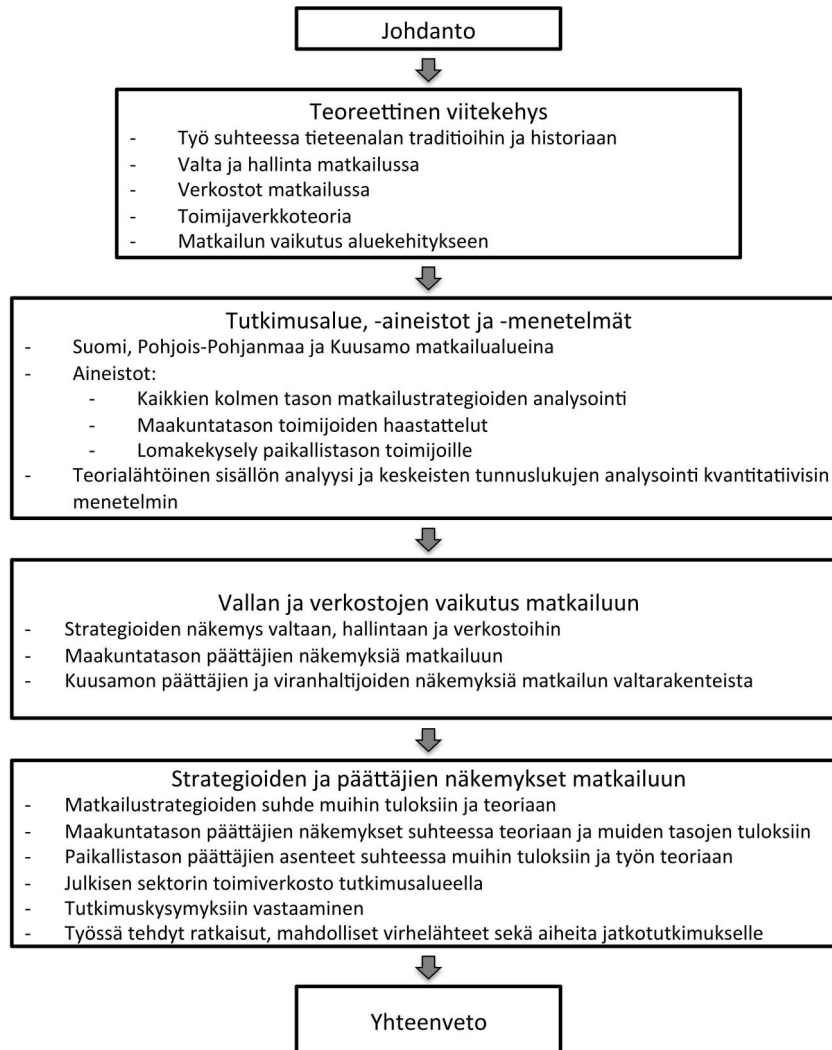 Johdanto
Teoreettinen viitekehys
- Työ suhteessa tieteenalan traditioihin ja historiaan
- Valta ja hallinta matkailussa
- Verkostot matkailussa
- Toimijaverkkoteoria
- Matkailun vaikutus aluekehitykseen
Tutkimusalue, -aineistot ja -menetelmät
- Suomi, Pohjois-Pohjanmaa ja Kuusamo matkailualueina
- Aineistot:
- Kaikkien kolmen tason matkailustrategioiden analysointi
- Maakuntatason toimijoiden haastattelut
- Lomakekysely paikallistason toimijoille
- Teorialähtöinen sisällön analyysi ja keskeisten tunnuslukujen analysointi kvantitatiivisin
menetelmin
Vallan ja verkostojen vaikutus matkailuun
- Strategioiden näkemys valtaan, hallintaan ja verkostoihin
- Maakuntatason päättäjien näkemyksiä matkailuun
- Kuusamon päättäjien ja viranhaltijoiden näkemyksiä matkailun valtarakenteista
Strategioiden ja päättäjien näkemykset matkailuun
- Matkailustrategioiden suhde muihin tuloksiin ja teoriaan
- Maakuntatason päättäjien näkemykset suhteessa teoriaan ja muiden tasojen tuloksiin
- Paikallistason päättäjien asenteet suhteessa muihin tuloksiin ja työn teoriaan
- Julkisen sektorin toimiverkosto tutkimusalueella
- Tutkimuskysymyksiin vastaaminen
- Työssä tehdyt ratkaisut, mahdolliset virhelähteet sekä aiheita jatkotutkimukselle
Yhteenveto